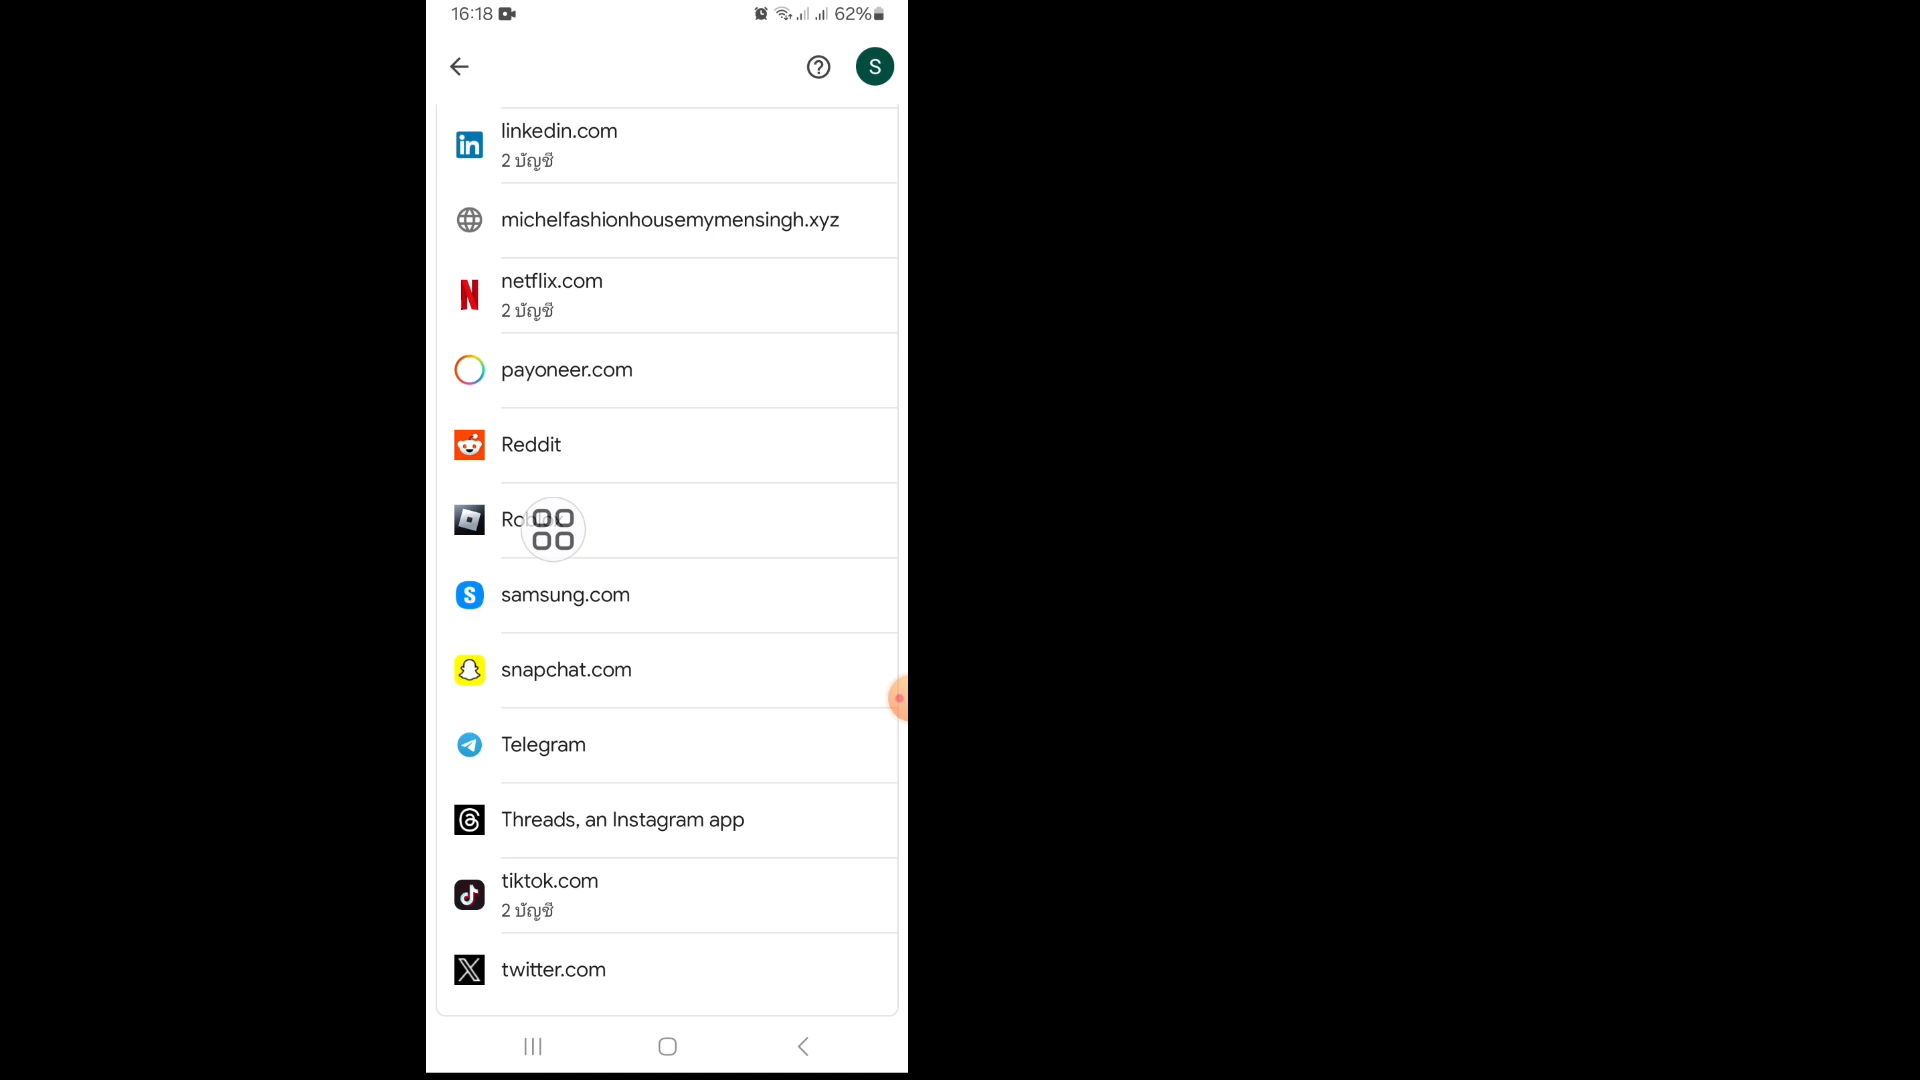 16:18
62%
S
linkedin.com
2 บัญชี
michelfashionhousemymensingh.xyz
netflix.com
2 บัญชี
payoneer.com
Reddit
Roblox
samsung.com
snapchat.com
Telegram
Threads, an Instagram app
tiktok.com
2 บัญชี
twitter.com